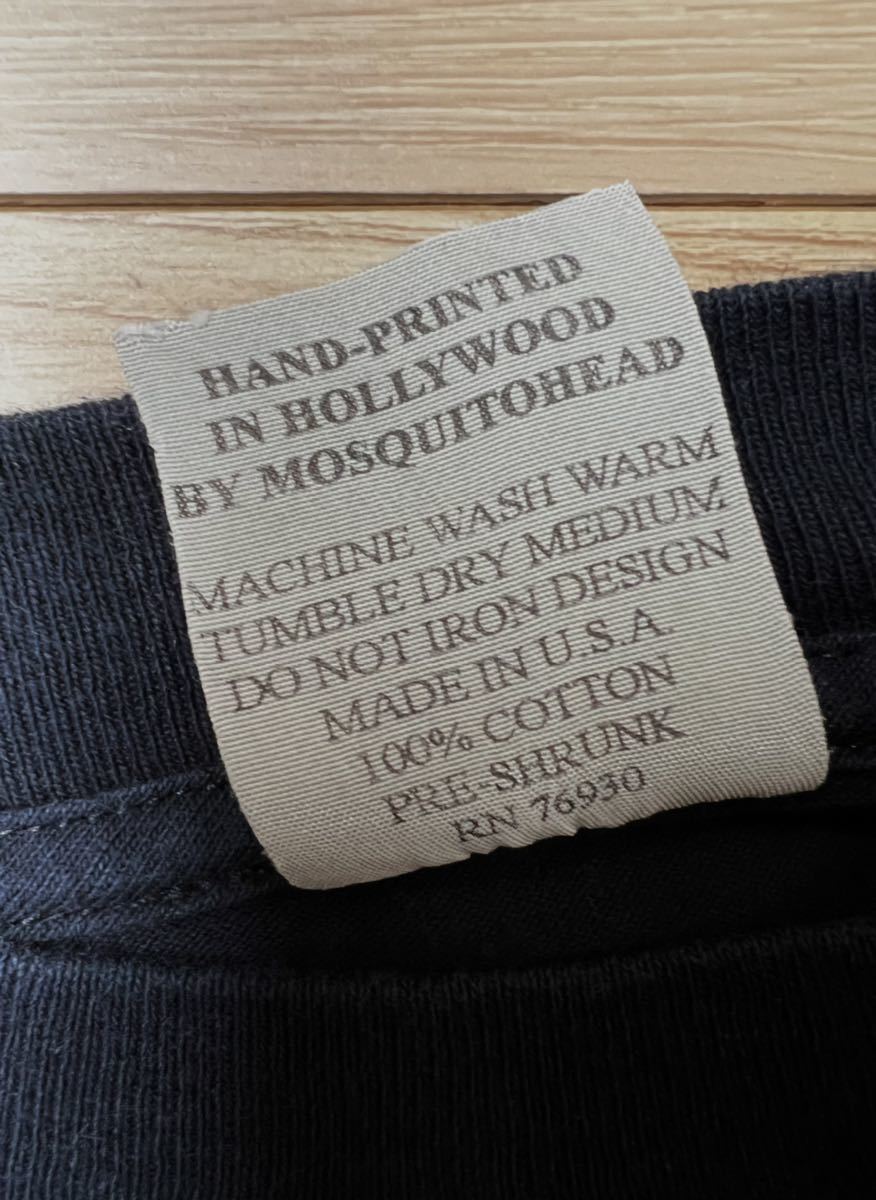 HAND-PRINTED
IN HOLLYWOOD
BY MOSQUITOHEAD
MACHINE WASH WARM
TUMBLE DRY MEDIUM
DO NOT IRON DESIGN
MADE IN U.S.A.
100% COTTON
PRE-SHRUNK
RN 76930